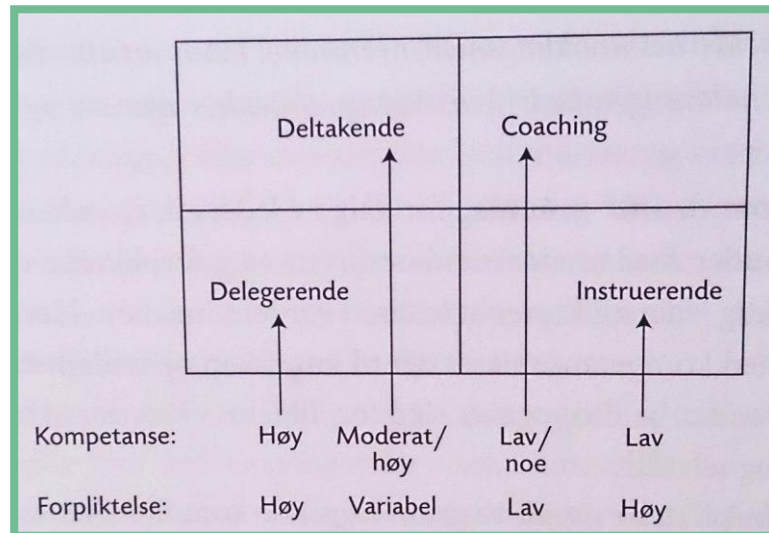 Deltakende Coaching
Delegerende Instruerende
Kompetanse: Høy Moderat/ Lav/ Lav
høy noe
Forpliktelse: Høy Variabel Lav Høy